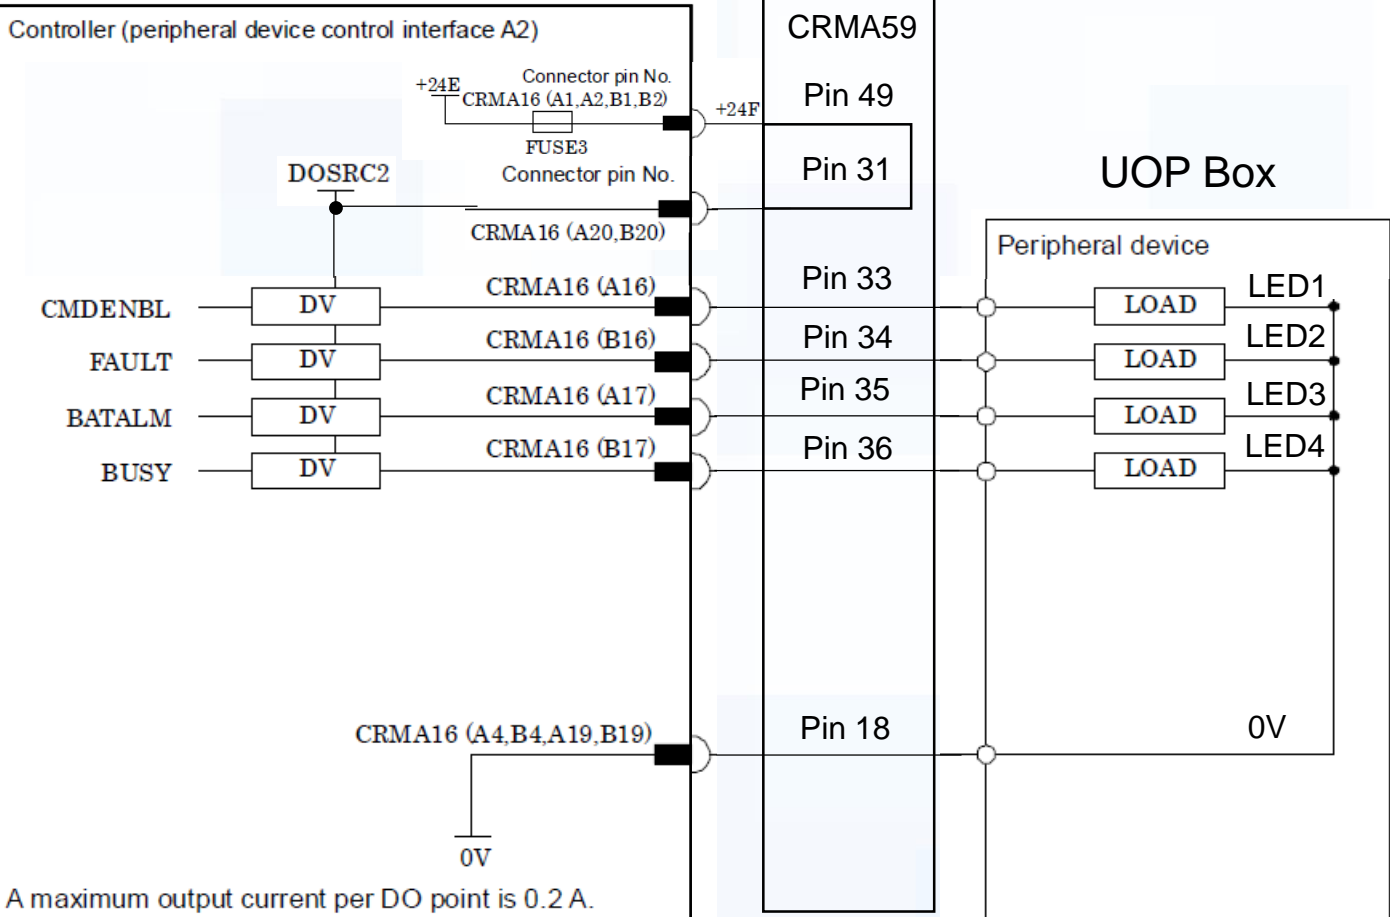 Controller (peripheral device control interface A2)
CRMA59
+24E
Connector pin No.
CRMA16 (A1,A2,B1,B2)
+24F
Pin 49
FUSE3
DOSRC2
Connector pin No.
Pin 31
UOP Box
CRMA16 (A20,B20)
Peripheral device
CMDENBL
DV
CRMA16 (A16)
Pin 33
LOAD
LED1
FAULT
DV
CRMA16 (B16)
Pin 34
LOAD
LED2
BATALM
DV
CRMA16 (A17)
Pin 35
LOAD
LED3
BUSY
DV
CRMA16 (B17)
Pin 36
LOAD
LED4
CRMA16 (A4,B4,A19,B19)
Pin 18
0V
0V
A maximum output current per DO point is 0.2 A.